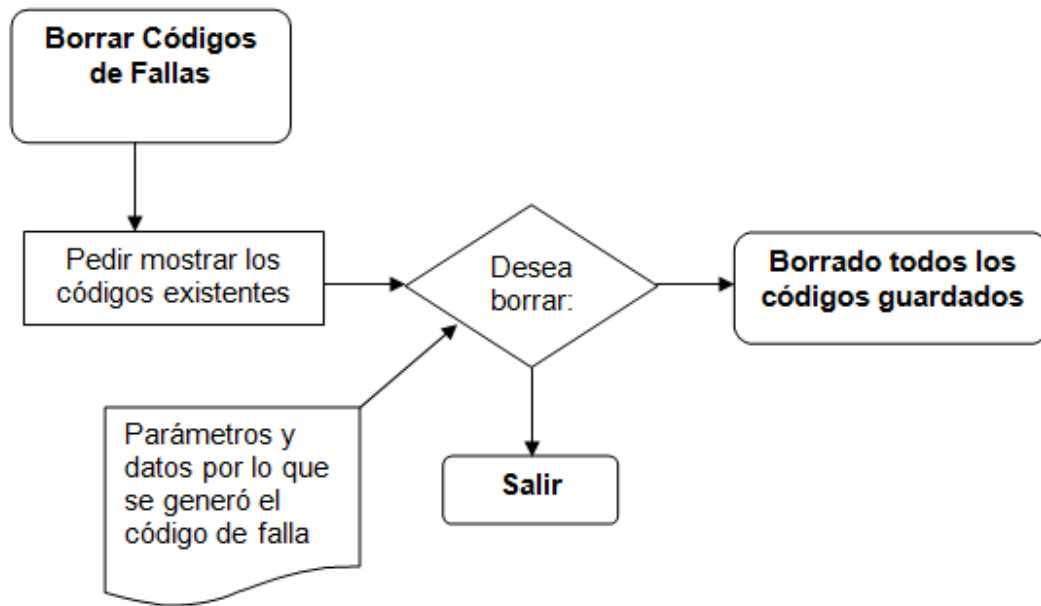 Borrar Códigos
de Fallas
Pedir mostrar los
códigos existentes
Desea
borrar:
Borrado todos los
códigos guardados
Parámetros y
datos por lo que
se generó el
código de falla
Salir